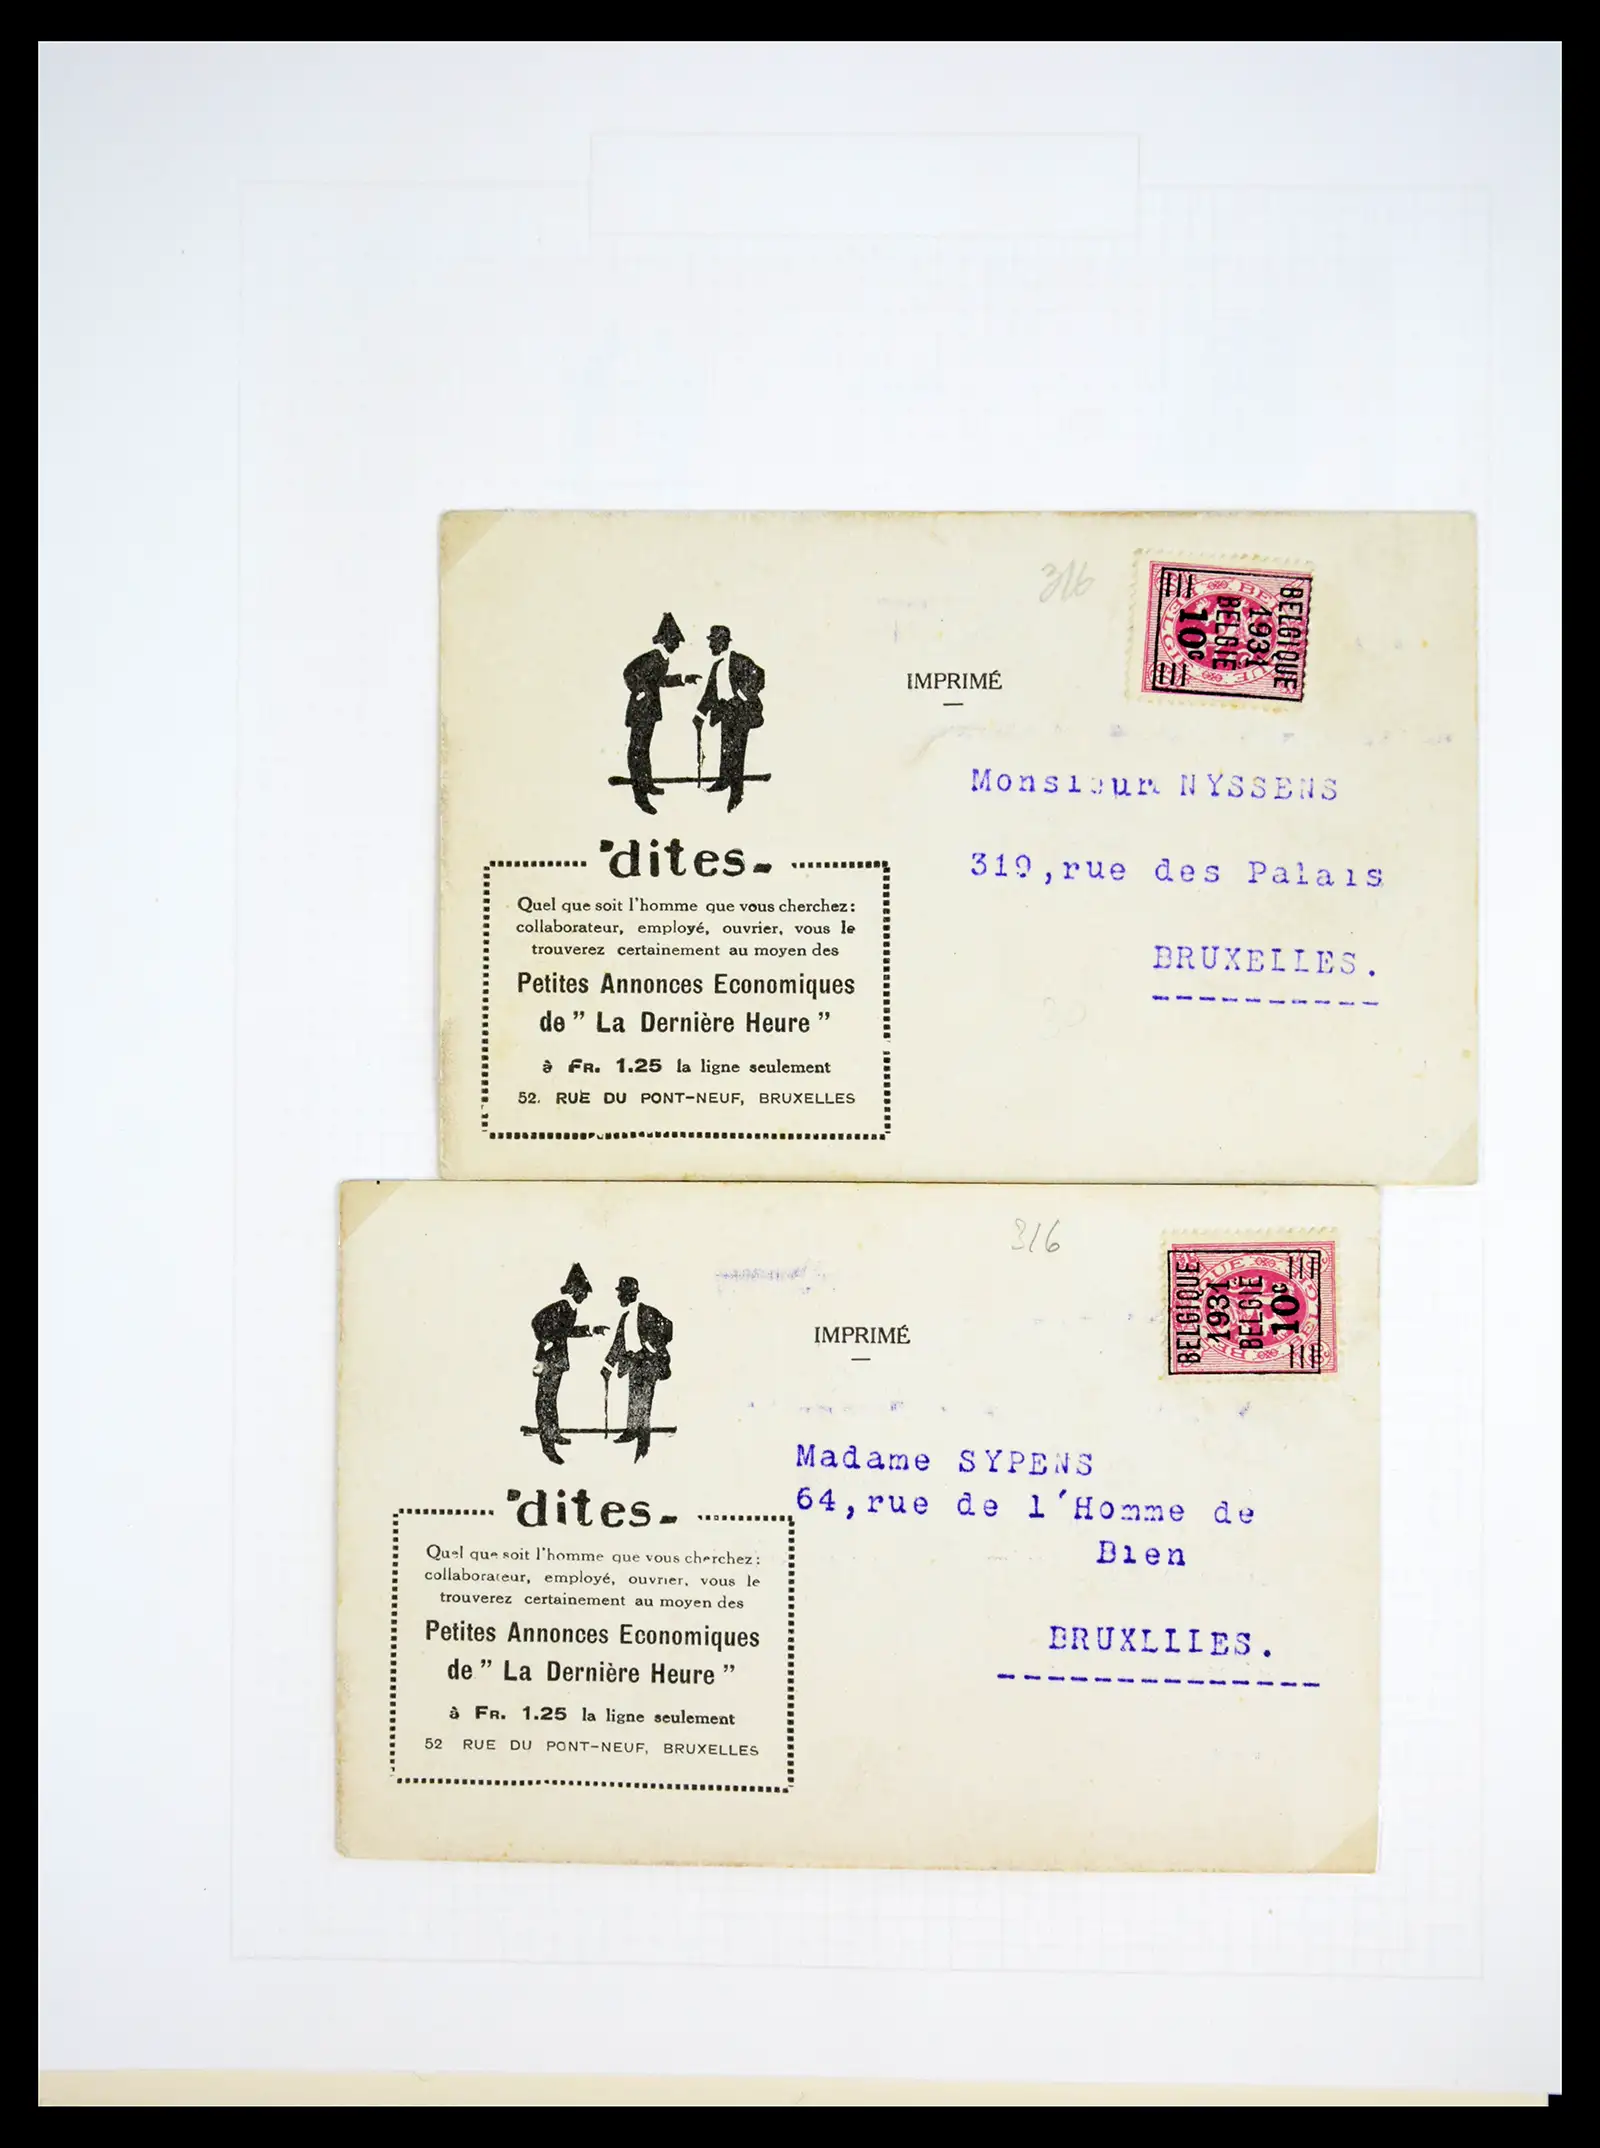 316
BELGIQUE
1931
BELGIE
10c
IMPRIMÉ
Monsieur NYSSENS
319,rue des Palais
BRUXELLES.
"dites-
Quel que soit l'homme que vous cherchez:
collaborateur, employé, ouvrier, vous le
trouverez certainement au moyen des
Petites Annonces Economiques
de " La Dernière Heure "
à FR. 1.25 la ligne seulement
52. RUE DU PONT-NEUF, BRUXELLES
316
BELGIQUE
1931
BELGIE
10c
IMPRIMÉ
Madame SYPENS
64,rue de l'Homme de
Bien
BRUXLLLES.
"dites-
Quel que soit l'homme que vous cherchez:
collaborateur, employé, ouvrier, vous le
trouverez certainement au moyen des
Petites Annonces Economiques
de " La Dernière Heure "
à FR. 1.25 la ligne seulement
52 RUE DU PONT-NEUF, BRUXELLES